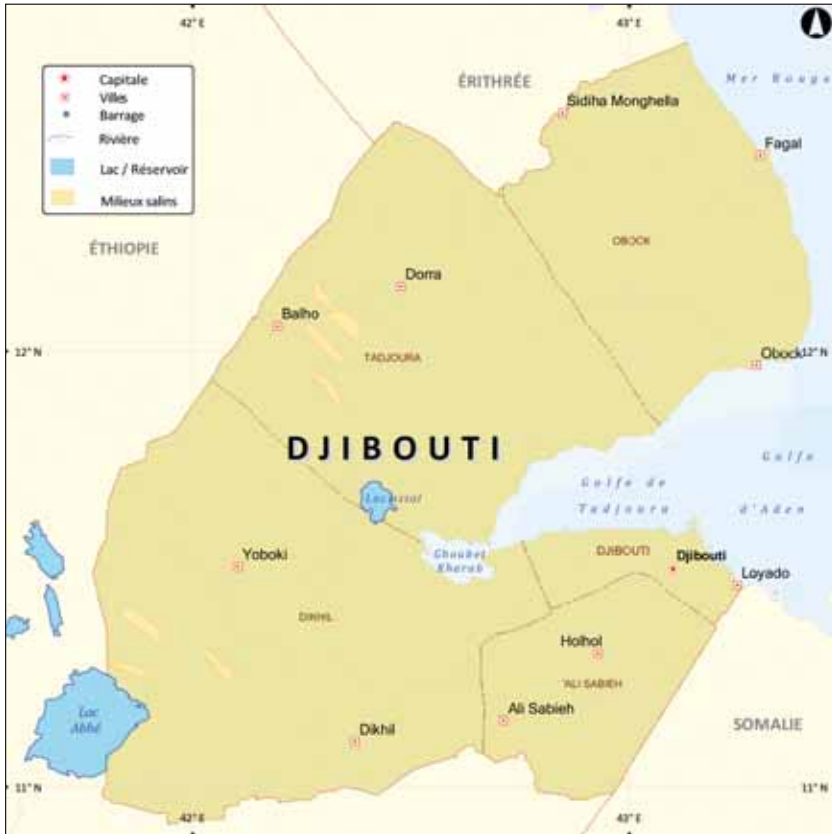 42° E
43° E
Capitale
Villes
Barrage
Rivière
Lac / Réservoir
Milieux salins
ÉRITHRÉE
Mer Rouge
Sidiha Monghella
Fagal
ÉTHIOPIE
OBOCK
Dorra
Balho
12° N
TADJOURA
Obock
12° N
DJIBOUTI
Golfe de
Tadjoura
Golfe
d'Aden
Lac Assal
Ghoubet
Kharab
DJIBOUTI
Djibouti
Loyado
Yoboki
DIKHIL
Holhol
'ALI SABIEH
Lac
Abhé
Ali Sabieh
Dikhil
SOMALIE
11° N
11° N
42° E
43° E